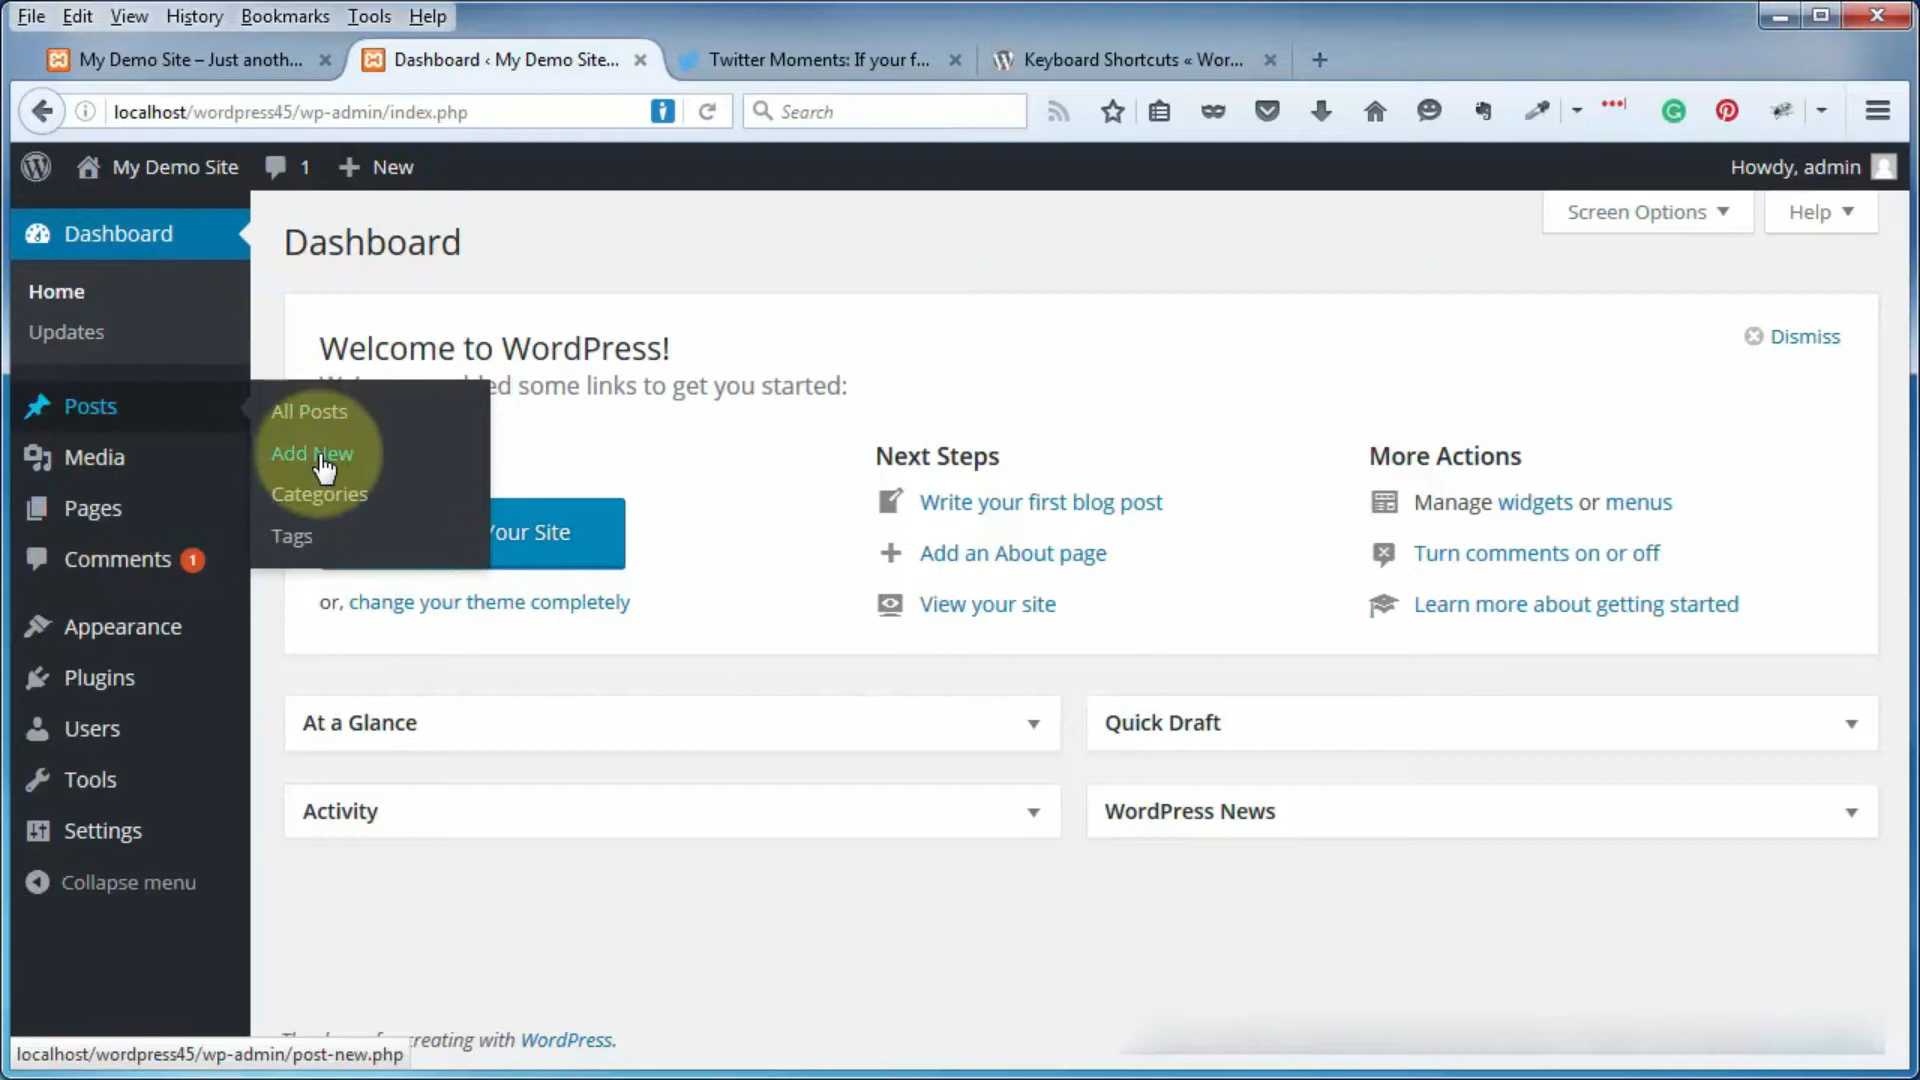 File Edit View History Bookmarks Tools Help
My Demo Site – Just anoth...
Dashboard ‹ My Demo Site...
Twitter Moments: If your f...
Keyboard Shortcuts « Wor...
localhost/wordpress45/wp-admin/index.php
Search
My Demo Site
1
New
Howdy, admin
Dashboard
Home
Updates
Posts
Media
Pages
Comments 1
Appearance
Plugins
Users
Tools
Settings
Collapse menu
All Posts
Add New
Categories
Tags
Screen Options
Help
Dashboard
Welcome to WordPress!
Dismiss
some links to get you started:
Your Site
or, change your theme completely
Next Steps
Write your first blog post
Add an About page
View your site
More Actions
Manage widgets or menus
Turn comments on or off
Learn more about getting started
At a Glance
Quick Draft
Activity
WordPress News
creating with WordPress.
localhost/wordpress45/wp-admin/post-new.php